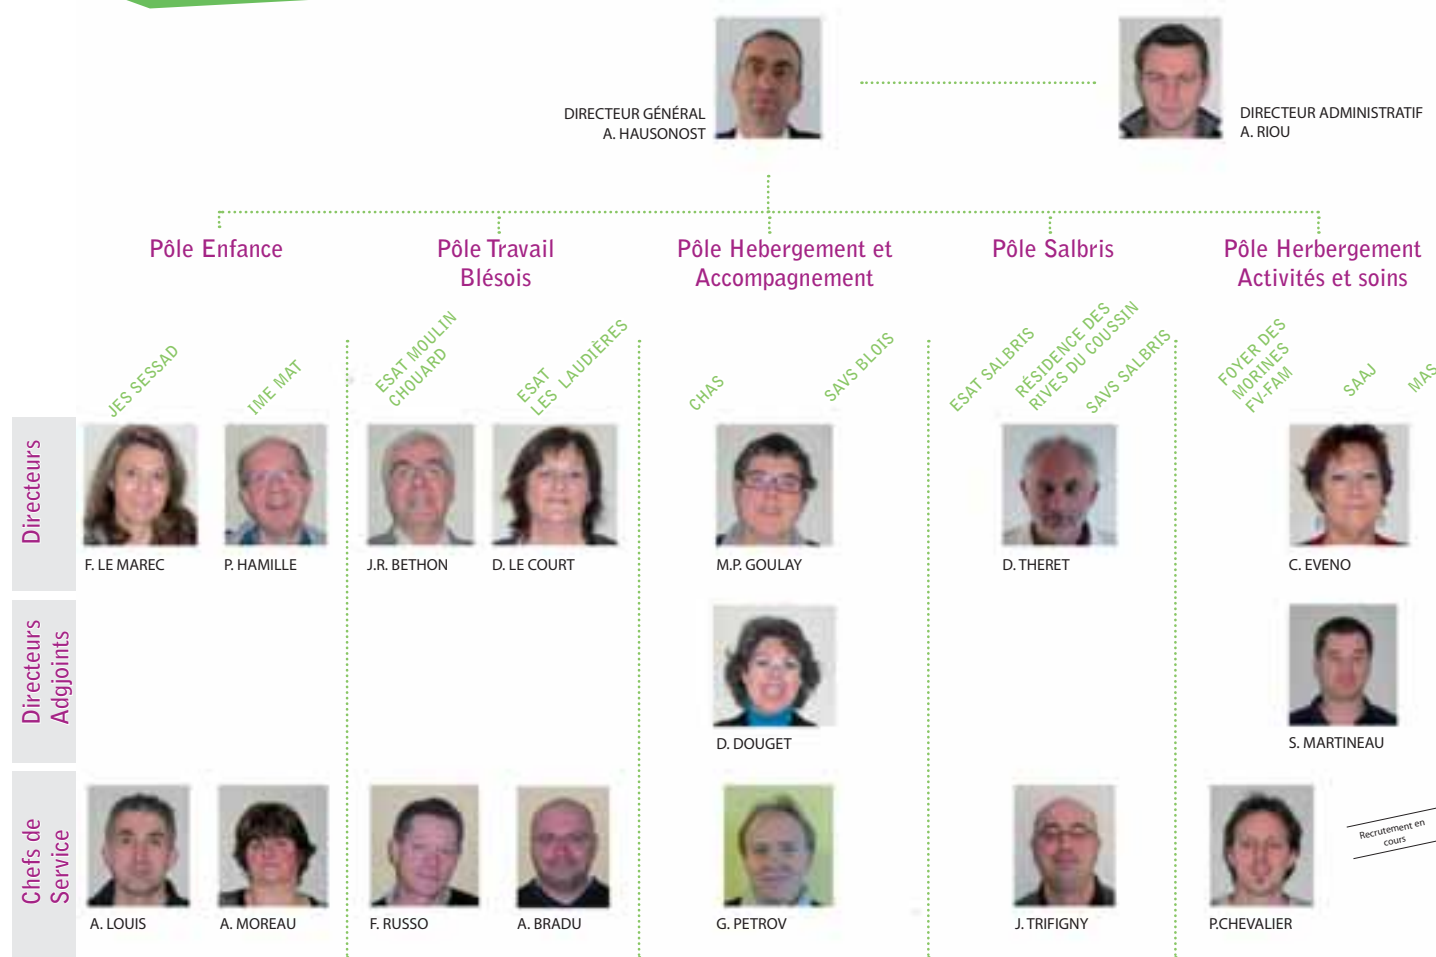 DIRECTEUR GÉNÉRAL
A. HAUSONOST
DIRECTEUR ADMINISTRATIF
A. RIOU
Pôle Enfance
Pôle Travail
Blésois
Pôle Hebergement et
Accompagnement
Pôle Salbris
Pôle Herbergement
Activités et soins
JES SESSAD
IME MAT
ESAT MOULIN
CHOUARD
ESAT
LES LAUDIÈRES
CHAS
SAVS BLOIS
ESAT SALBRIS
RÉSIDENCE DES
RIVES DU COUSSIN
SAVS SALBRIS
FOYER DES
MORINES
FV-FAM
SAAJ
MAS
Directeurs
F. LE MAREC
P. HAMILLE
J.R. BETHON
D. LE COURT
M.P. GOULAY
D. THERET
C. EVENO
Directeurs
Adgjoints
D. DOUGET
S. MARTINEAU
Chefs de
Service
A. LOUIS
A. MOREAU
F. RUSSO
A. BRADU
G. PETROV
J. TRIFIGNY
P.CHEVALIER
Recrutement en
cours